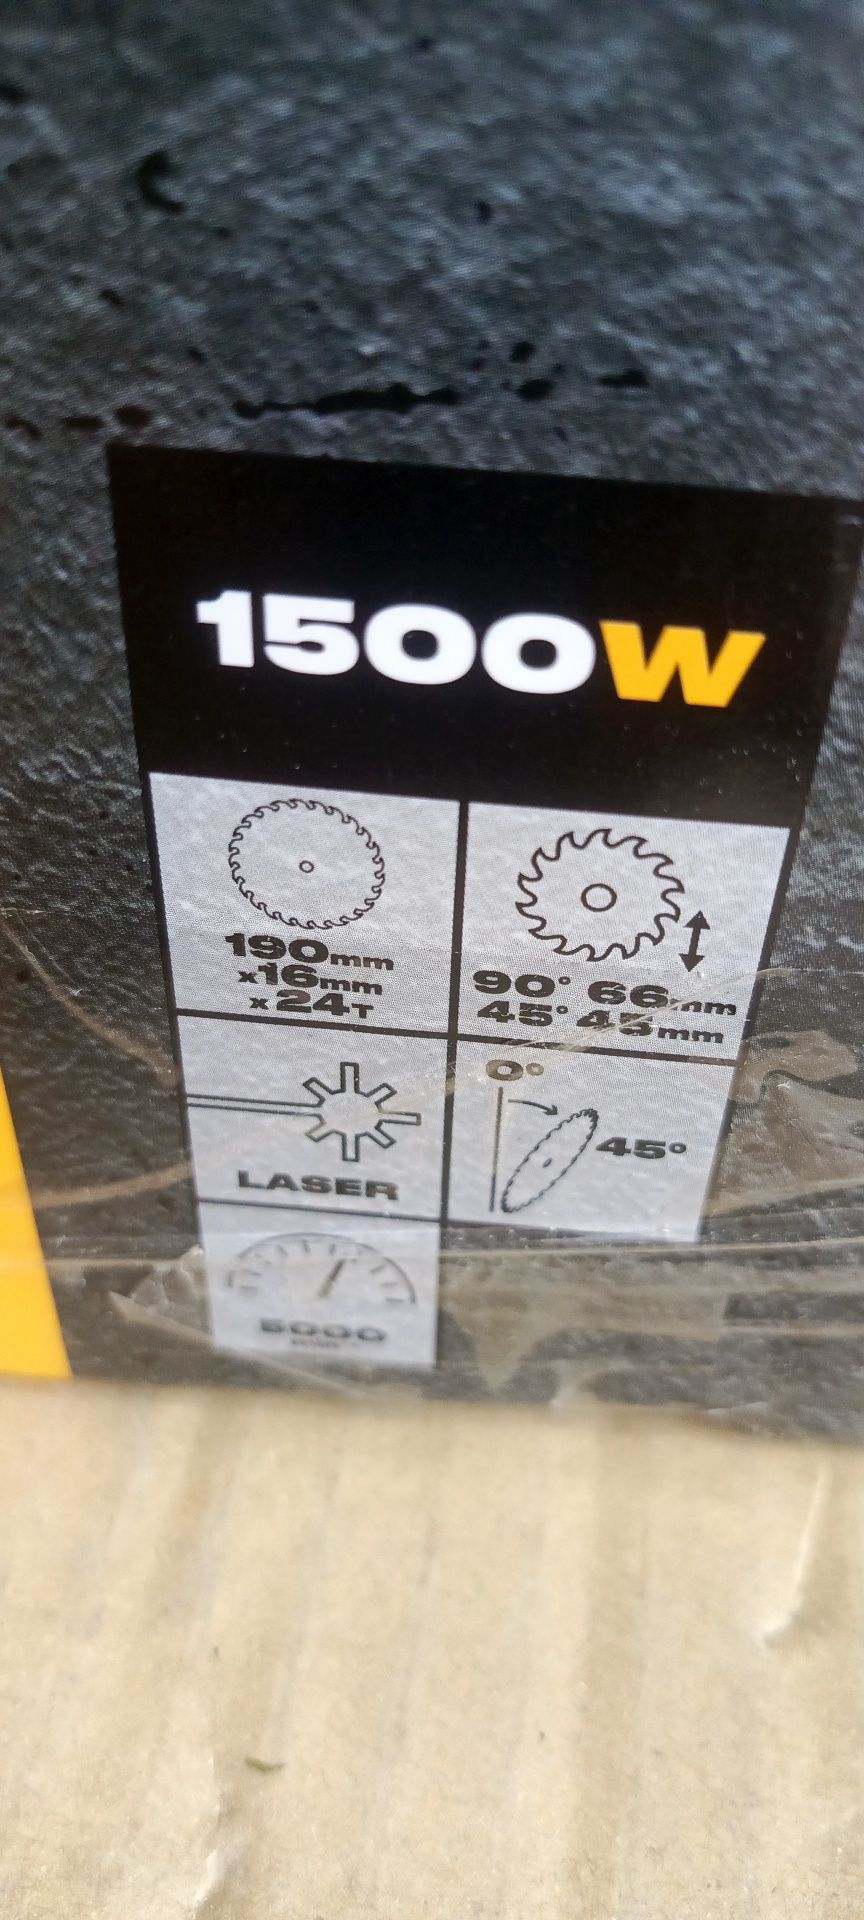 1500W
190mm
x16mm
x24T
90° 66mm
45° 45mm
LASER
0°
45°
5000